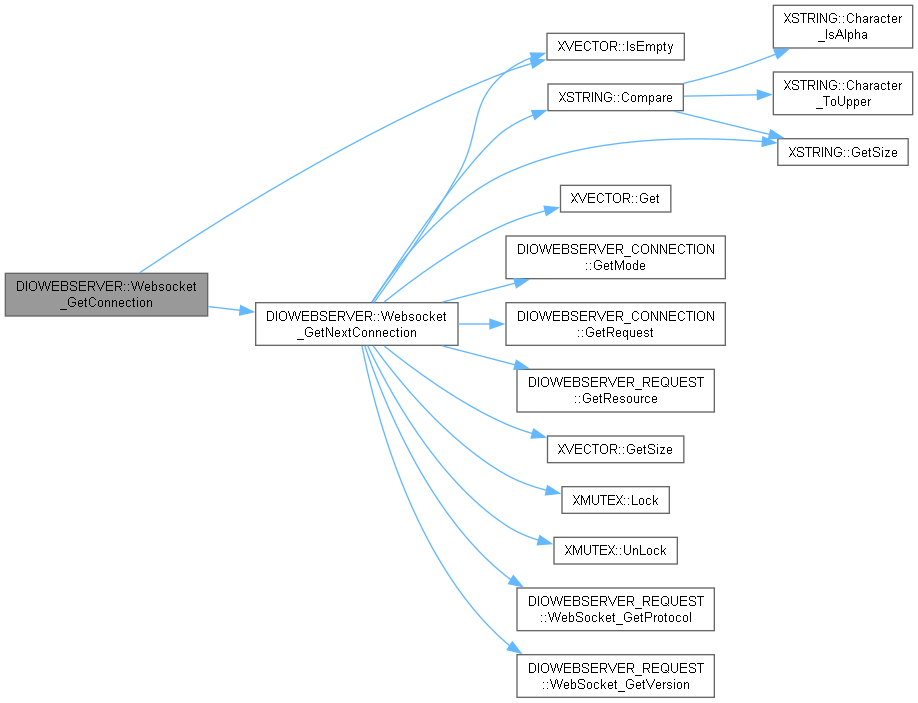 DIOWEBSERVER::Websocket
_GetConnection
XVECTOR::IsEmpty
DIOWEBSERVER::Websocket
_GetNextConnection
XSTRING::Compare
XSTRING::Character
_IsAlpha
XSTRING::Character
_ToUpper
XSTRING::GetSize
XVECTOR::Get
DIOWEBSERVER_CONNECTION
::GetMode
DIOWEBSERVER_CONNECTION
::GetRequest
DIOWEBSERVER_REQUEST
::GetResource
XVECTOR::GetSize
XMUTEX::Lock
XMUTEX::UnLock
DIOWEBSERVER_REQUEST
::WebSocket_GetProtocol
DIOWEBSERVER_REQUEST
::WebSocket_GetVersion